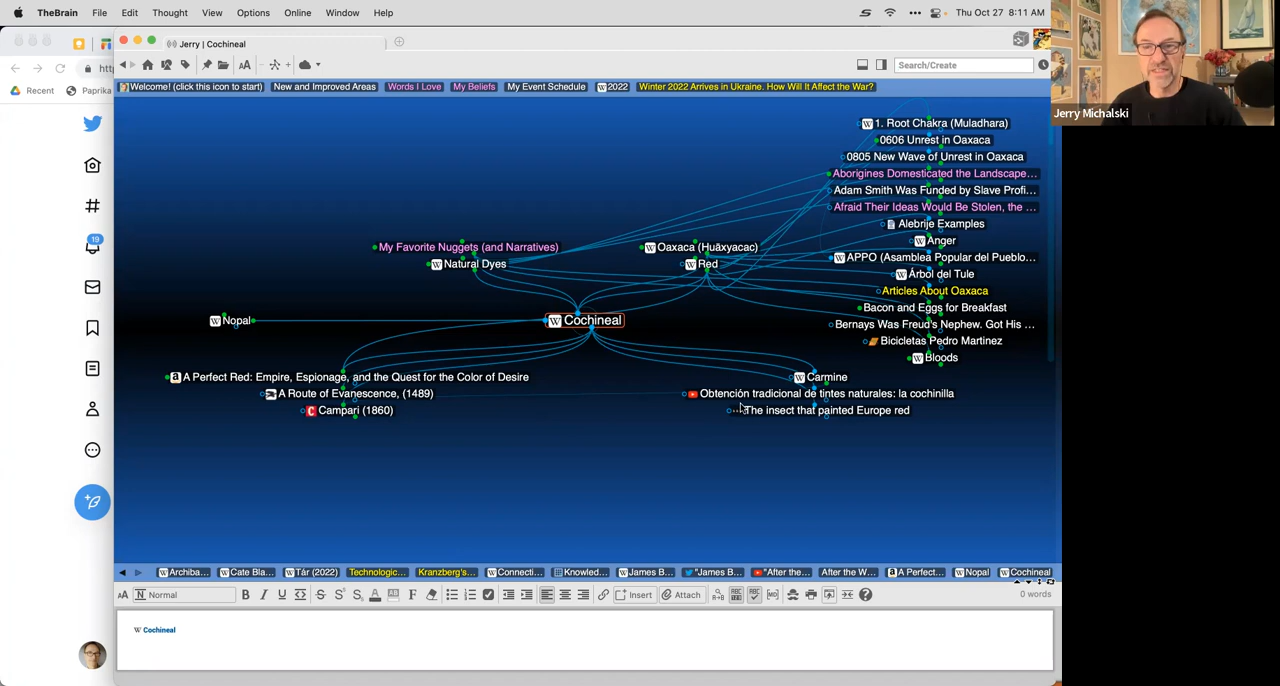 TheBrain File Edit Thought View Options Online Window Help Thu Oct 27 8:11 AM
Jerry | Cochineal
Search/Create
Recent Paprika
Welcome! (click this icon to start) New and Improved Areas Words I Love My Beliefs My Event Schedule 2022 Winter 2022 Arrives in Ukraine. How Will It Affect the War?
Jerry Michalski
1. Root Chakra (Muladhara)
0606 Unrest in Oaxaca
0805 New Wave of Unrest in Oaxaca
Aborigines Domesticated the Landscape...
Adam Smith Was Funded by Slave Profi...
Afraid Their Ideas Would Be Stolen, the ...
Alebrije Examples
Anger
My Favorite Nuggets (and Narratives)
Oaxaca (Huāxyacac)
APPO (Asamblea Popular del Pueblo...
Natural Dyes
Red
Árbol del Tule
Articles About Oaxaca
Bacon and Eggs for Breakfast
Nopal
Cochineal
Bernays Was Freud's Nephew. Got His ...
Bicicletas Pedro Martinez
Bloods
A Perfect Red: Empire, Espionage, and the Quest for the Color of Desire
Carmine
A Route of Evanescence, (1489)
Obtención tradicional de tintes naturales: la cochinilla
Campari (1860)
The insect that painted Europe red
19
Archiba... Cate Bla... Tár (2022) Technologic... Kranzberg's... Connecti... Knowled... James B... "James B... "After the... After the W... A Perfect... Nopal Cochineal
Normal B I U S Insert Attach 0 words
Cochineal